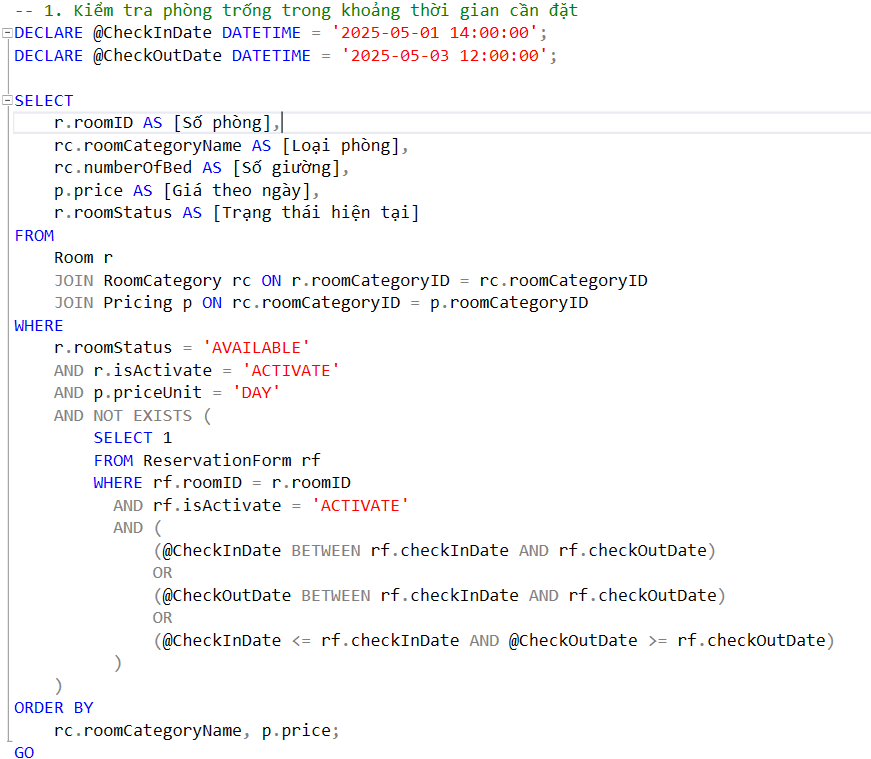 -- 1. Kiểm tra phòng trống trong khoảng thời gian cần đặt
DECLARE @CheckInDate DATETIME = '2025-05-01 14:00:00';
DECLARE @CheckOutDate DATETIME = '2025-05-03 12:00:00';
SELECT
    r.roomID AS [Số phòng],
    rc.roomCategoryName AS [Loại phòng],
    rc.numberOfBed AS [Số giường],
    p.price AS [Giá theo ngày],
    r.roomStatus AS [Trạng thái hiện tại]
FROM
    Room r
    JOIN RoomCategory rc ON r.roomCategoryID = rc.roomCategoryID
    JOIN Pricing p ON rc.roomCategoryID = p.roomCategoryID
WHERE
    r.roomStatus = 'AVAILABLE'
    AND r.isActivate = 'ACTIVATE'
    AND p.priceUnit = 'DAY'
    AND NOT EXISTS (
        SELECT 1
        FROM ReservationForm rf
        WHERE rf.roomID = r.roomID
          AND rf.isActivate = 'ACTIVATE'
          AND (
              (@CheckInDate BETWEEN rf.checkInDate AND rf.checkOutDate)
              OR
              (@CheckOutDate BETWEEN rf.checkInDate AND rf.checkOutDate)
              OR
              (@CheckInDate <= rf.checkInDate AND @CheckOutDate >= rf.checkOutDate)
          )
    )
ORDER BY
    rc.roomCategoryName, p.price;
GO